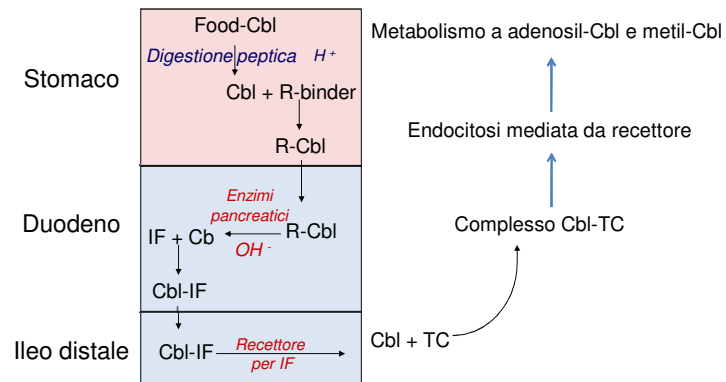 Food-Cbl
Digestione peptica H+
Stomaco
Cbl + R-binder
R-Cbl
Enzimi
pancreatici
Duodeno
IF + Cb
R-Cbl
OH-
Cbl-IF
Ileo distale
Cbl-IF
Recettore
per IF
Cbl + TC
Complesso Cbl-TC
Endocitosi mediata da recettore
Metabolismo a adenosil-Cbl e metil-Cbl